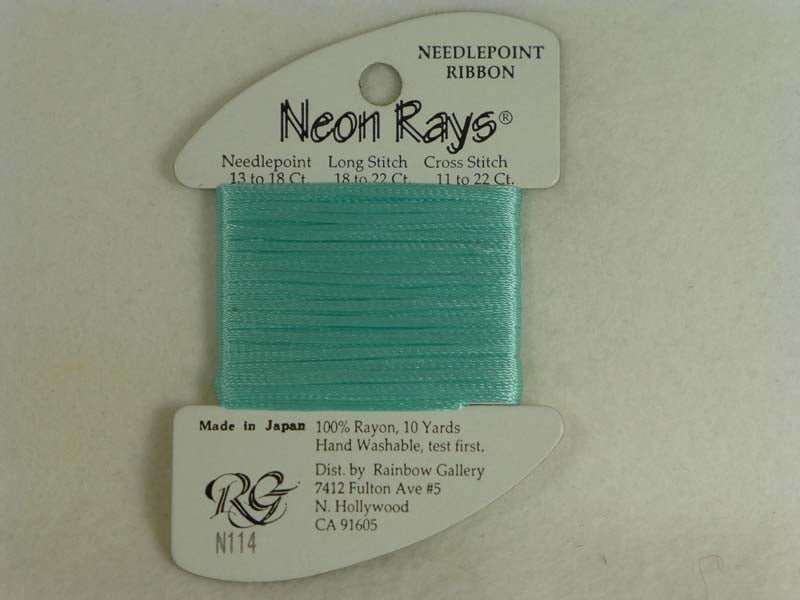 NEEDLEPOINT
RIBBON
Neon Rays®
Needlepoint Long Stitch Cross Stitch
13 to 18 Ct. 18 to 22 Ct. 11 to 22 Ct.
Made in Japan
100% Rayon, 10 Yards
Hand Washable, test first.
Dist. by Rainbow Gallery
7412 Fulton Ave #5
N. Hollywood
CA 91605
RG
N114